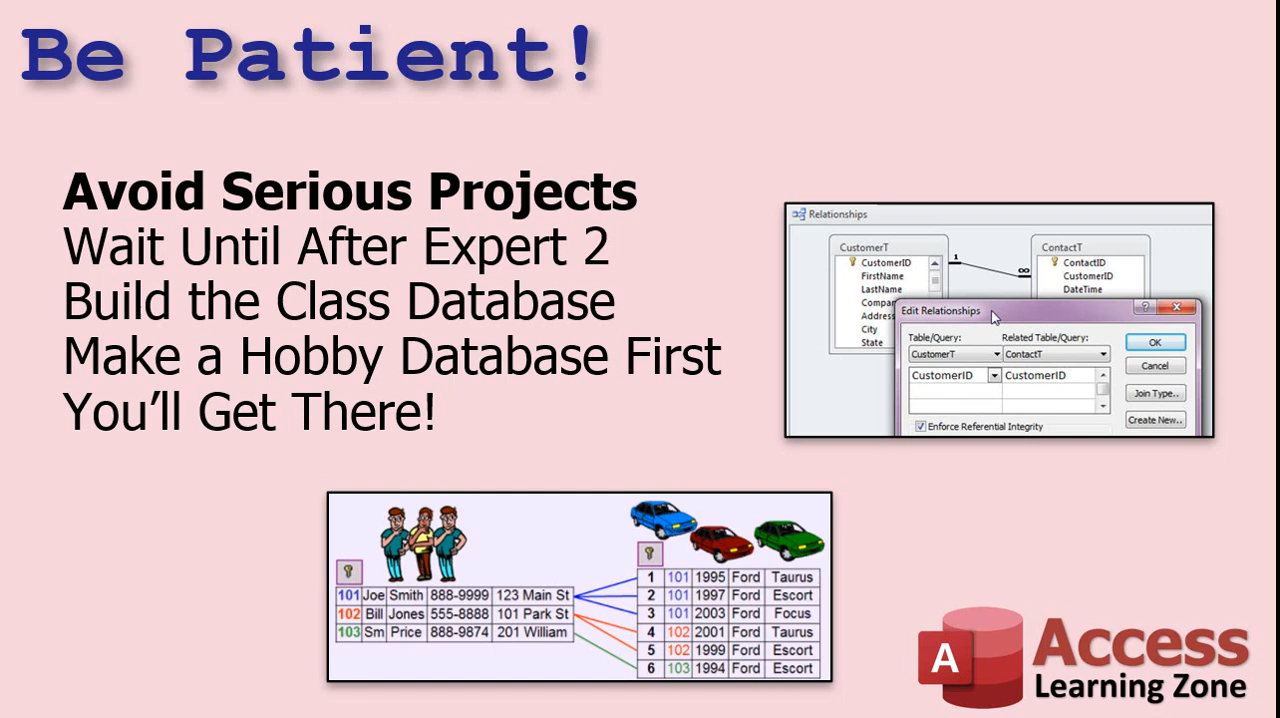 Be Patient!
Avoid Serious Projects
Wait Until After Expert 2
Build the Class Database
Make a Hobby Database First
You'll Get There!
Relationships
CustomerT
CustomerID
FirstName
LastName
Compan
Address
City
State
1
∞
ContactT
ContactID
CustomerID
DateTime
Edit Relationships
?
Table/Query:
Related Table/Query:
CustomerT
ContactT
CustomerID
CustomerID
OK
Cancel
Join Type..
Create New..
Enforce Referential Integrity
101 Joe Smith 888-9999 123 Main St
102 Bill Jones 555-8888 101 Park St
103 Sm Price 888-9874 201 William
1 101 1995 Ford Taurus
2 101 1997 Ford Escort
3 101 2003 Ford Focus
4 102 2001 Ford Taurus
5 102 1999 Ford Escort
6 103 1994 Ford Escort
A
Access
Learning Zone